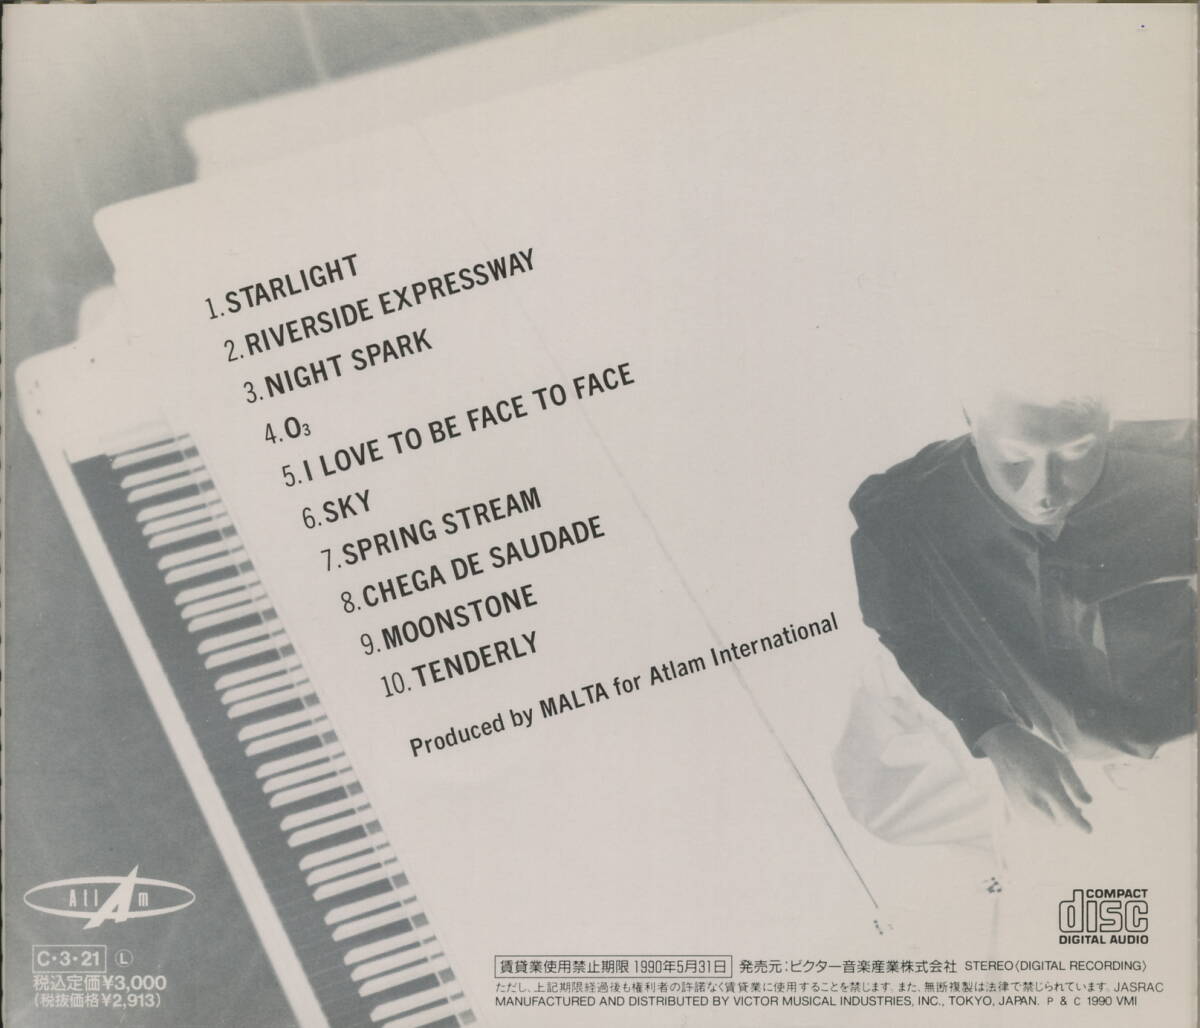 1.STARLIGHT
2.RIVERSIDE EXPRESSWAY
3.NIGHT SPARK
4.O₃
5.I LOVE TO BE FACE TO FACE
6.SKY
7.SPRING STREAM
8.CHEGA DE SAUDADE
9.MOONSTONE
10.TENDERLY
Produced by MALTA for Atlam International
Atlam
C・3・21 Ⓛ
税込定価¥3,000
(税抜価格¥2,913)
COMPACT
disc
DIGITAL AUDIO
賃貸業使用禁止期限 1990年5月31日 発売元:ビクター音楽産業株式会社 STEREO〈DIGITAL RECORDING〉
ただし、上記期限経過後も権利者の許諾なく賃貸業に使用することを禁じます。また、無断複製は法律で禁じられています。JASRAC
MANUFACTURED AND DISTRIBUTED BY VICTOR MUSICAL INDUSTRIES, INC., TOKYO, JAPAN. P & C 1990 VMI